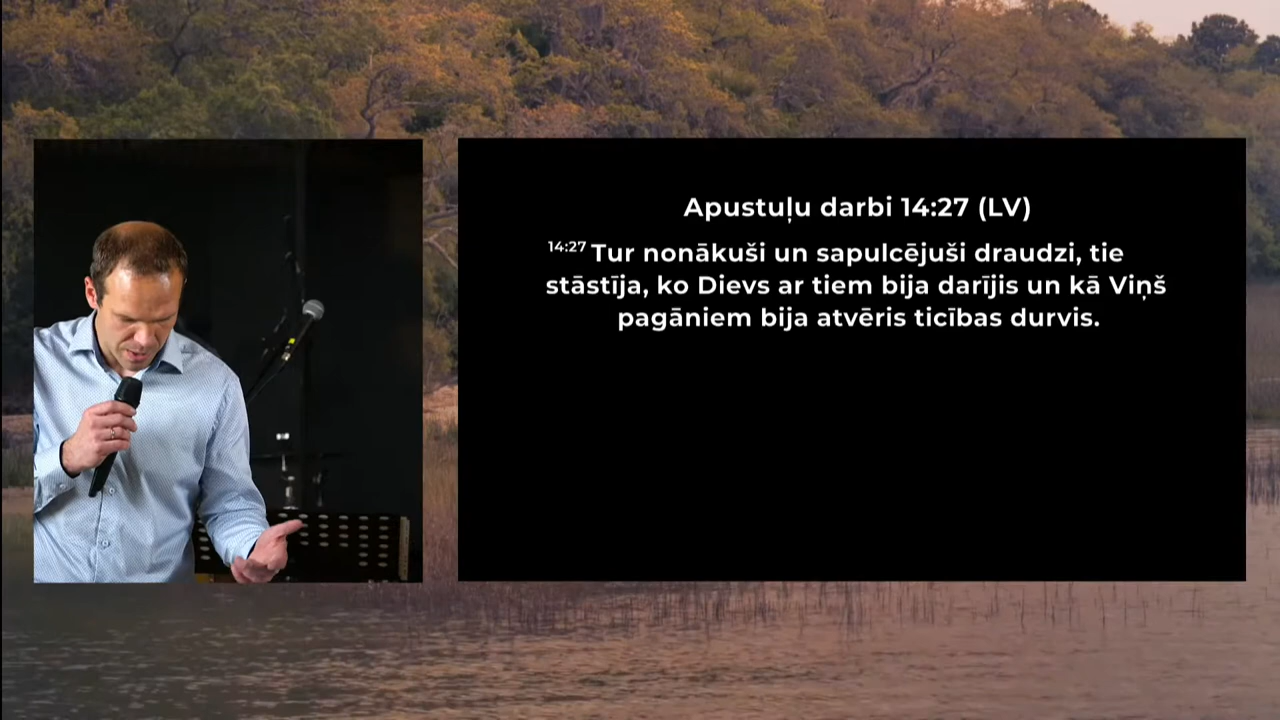 Apustuļu darbi 14:27 (LV)
14:27 Tur nonākuši un sapulcējuši draudzi, tie
stāstīja, ko Dievs ar tiem bija darījis un kā Viņš
pagāniem bija atvēris ticības durvis.